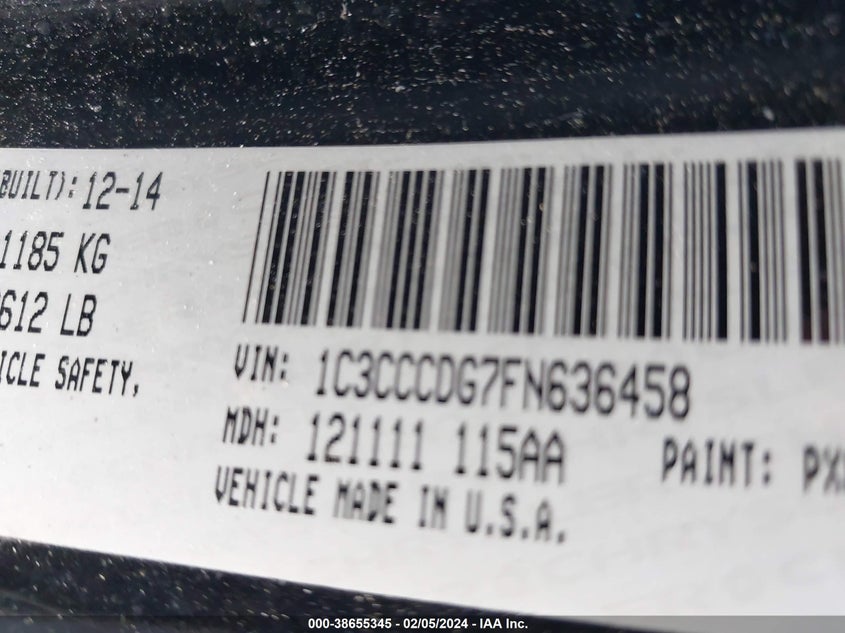 BUILT): 12-14
1185 KG
612 LB
ICLE SAFETY,
VIN: 1C3CCCDG7FN636458
MDH: 121111 115AA PAINT: PX
VEHICLE MADE IN U.S.A.
000-38655345 - 02/05/2024 - IAA Inc.